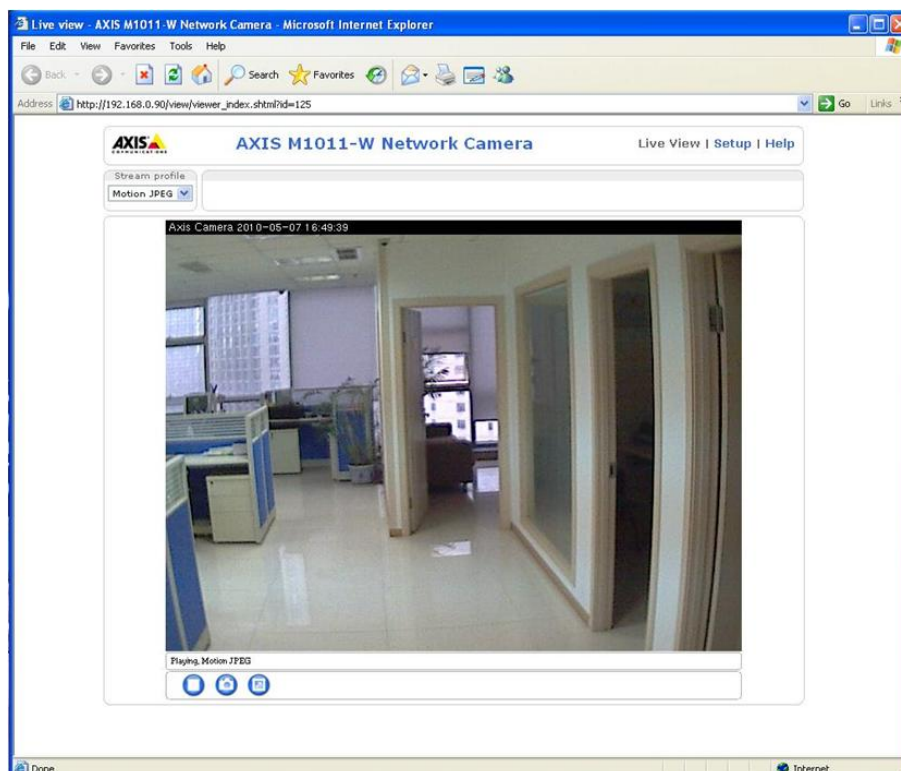 Live view - AXIS M1011-W Network Camera - Microsoft Internet Explorer
File Edit View Favorites Tools Help
Back Search Favorites
Address http://192.168.0.90/view/viewer_index.shtml?id=125 Go Links
AXIS
COMMUNICATIONS
AXIS M1011-W Network Camera
Live View | Setup | Help
Stream profile
Motion JPEG
Axis Camera 2010-05-07 16:49:39
Playing, Motion JPEG
Done Internet